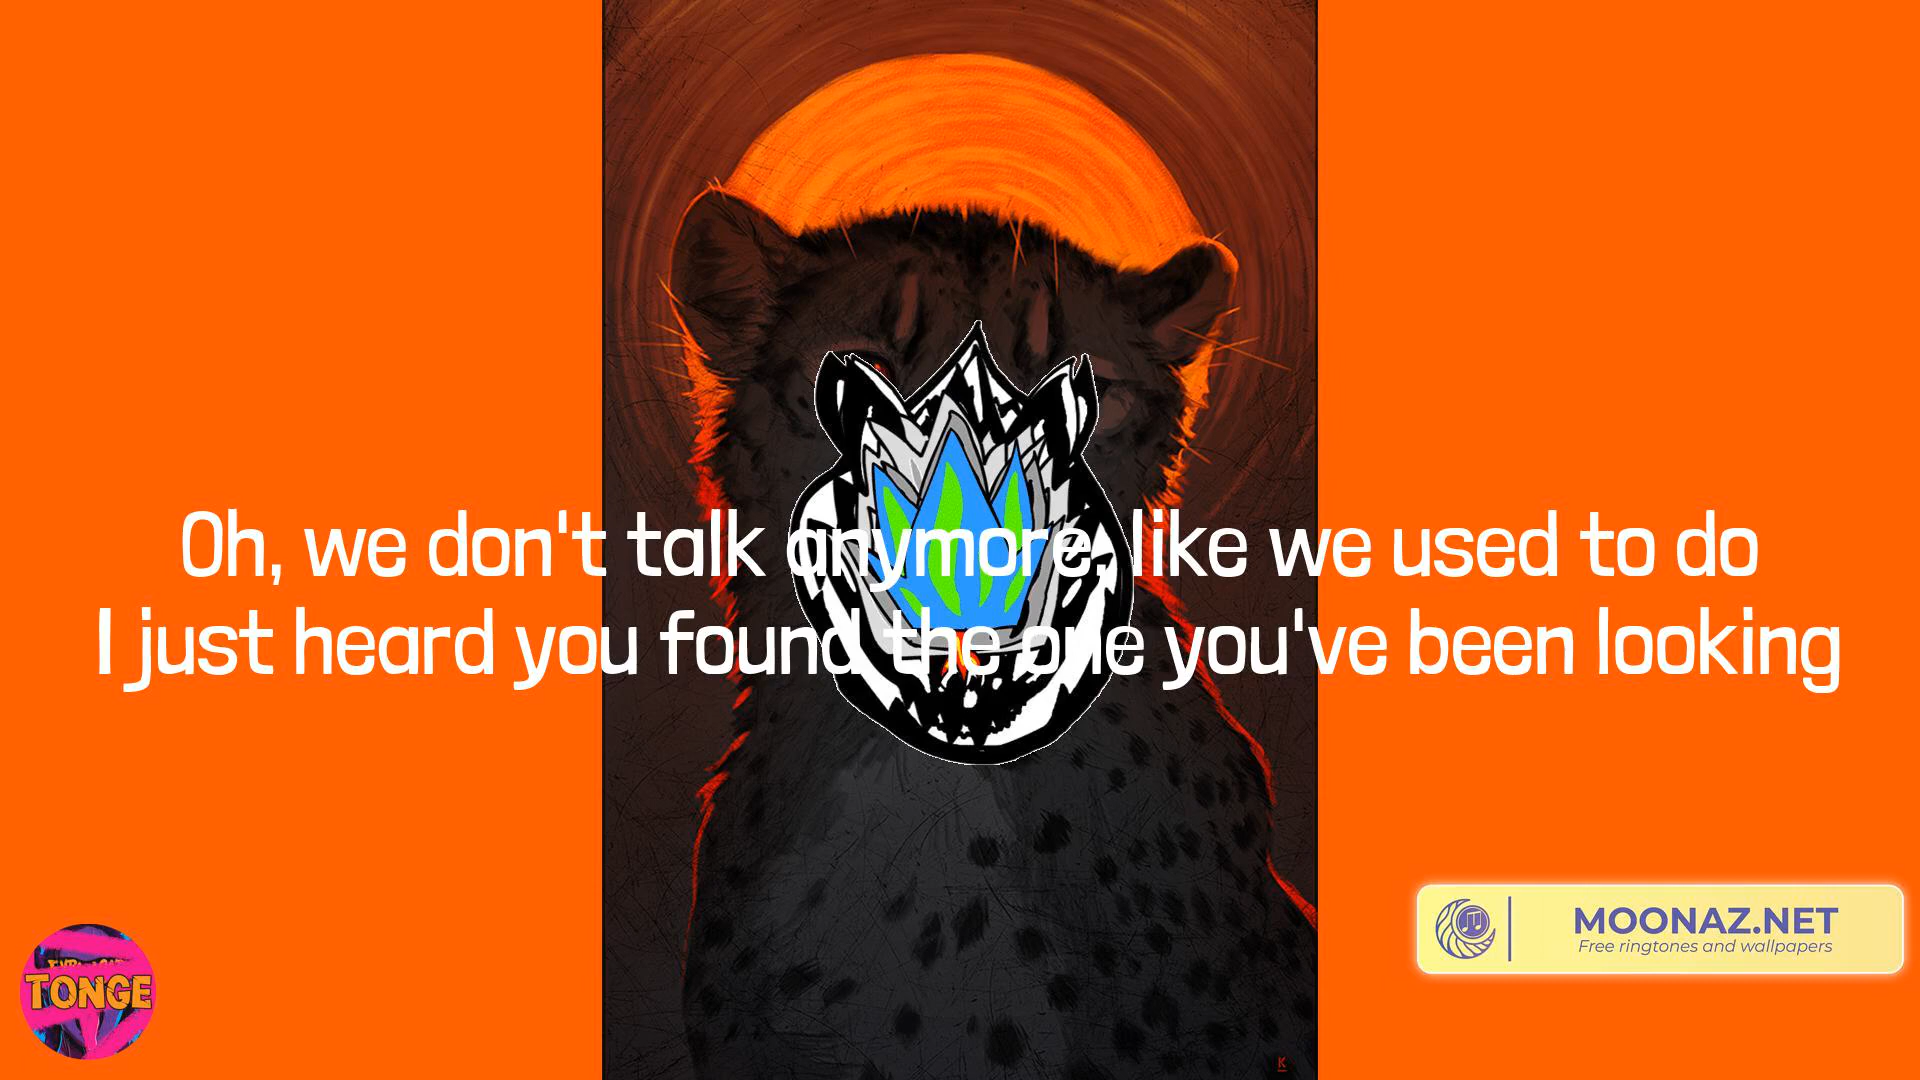 Oh, we don't talk anymore, like we used to do
I just heard you found the one you've been looking
MOONAZ.NET
Free ringtones and wallpapers
TONGE
K